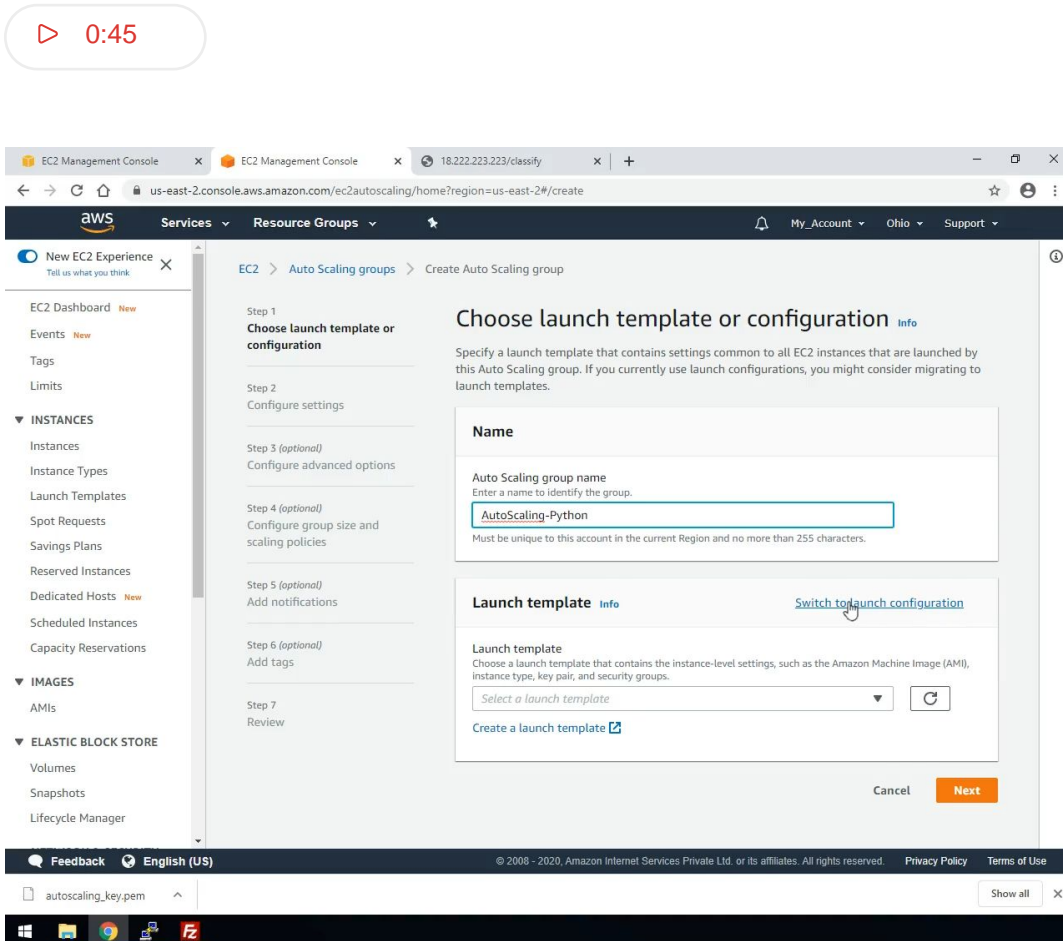 0:45
EC2 Management Console
EC2 Management Console
18.222.223.223/classify
us-east-2.console.aws.amazon.com/ec2autoscaling/home?region=us-east-2#/create
aws
Services
Resource Groups
My_Account
Ohio
Support
New EC2 Experience
Tell us what you think
EC2 Dashboard New
Events New
Tags
Limits
INSTANCES
Instances
Instance Types
Launch Templates
Spot Requests
Savings Plans
Reserved Instances
Dedicated Hosts New
Scheduled Instances
Capacity Reservations
IMAGES
AMIs
ELASTIC BLOCK STORE
Volumes
Snapshots
Lifecycle Manager
EC2 > Auto Scaling groups > Create Auto Scaling group
Step 1
Choose launch template or
configuration
Step 2
Configure settings
Step 3 (optional)
Configure advanced options
Step 4 (optional)
Configure group size and
scaling policies
Step 5 (optional)
Add notifications
Step 6 (optional)
Add tags
Step 7
Review
Choose launch template or configuration Info
Specify a launch template that contains settings common to all EC2 instances that are launched by
this Auto Scaling group. If you currently use launch configurations, you might consider migrating to
launch templates.
Name
Auto Scaling group name
Enter a name to identify the group.
AutoScaling-Python
Must be unique to this account in the current Region and no more than 255 characters.
Launch template Info
Switch to launch configuration
Launch template
Choose a launch template that contains the instance-level settings, such as the Amazon Machine Image (AMI),
instance type, key pair, and security groups.
Select a launch template
Create a launch template
Cancel
Next
Feedback
English (US)
© 2008 - 2020, Amazon Internet Services Private Ltd. or its affiliates. All rights reserved.
Privacy Policy
Terms of Use
autoscaling_key.pem
Show all